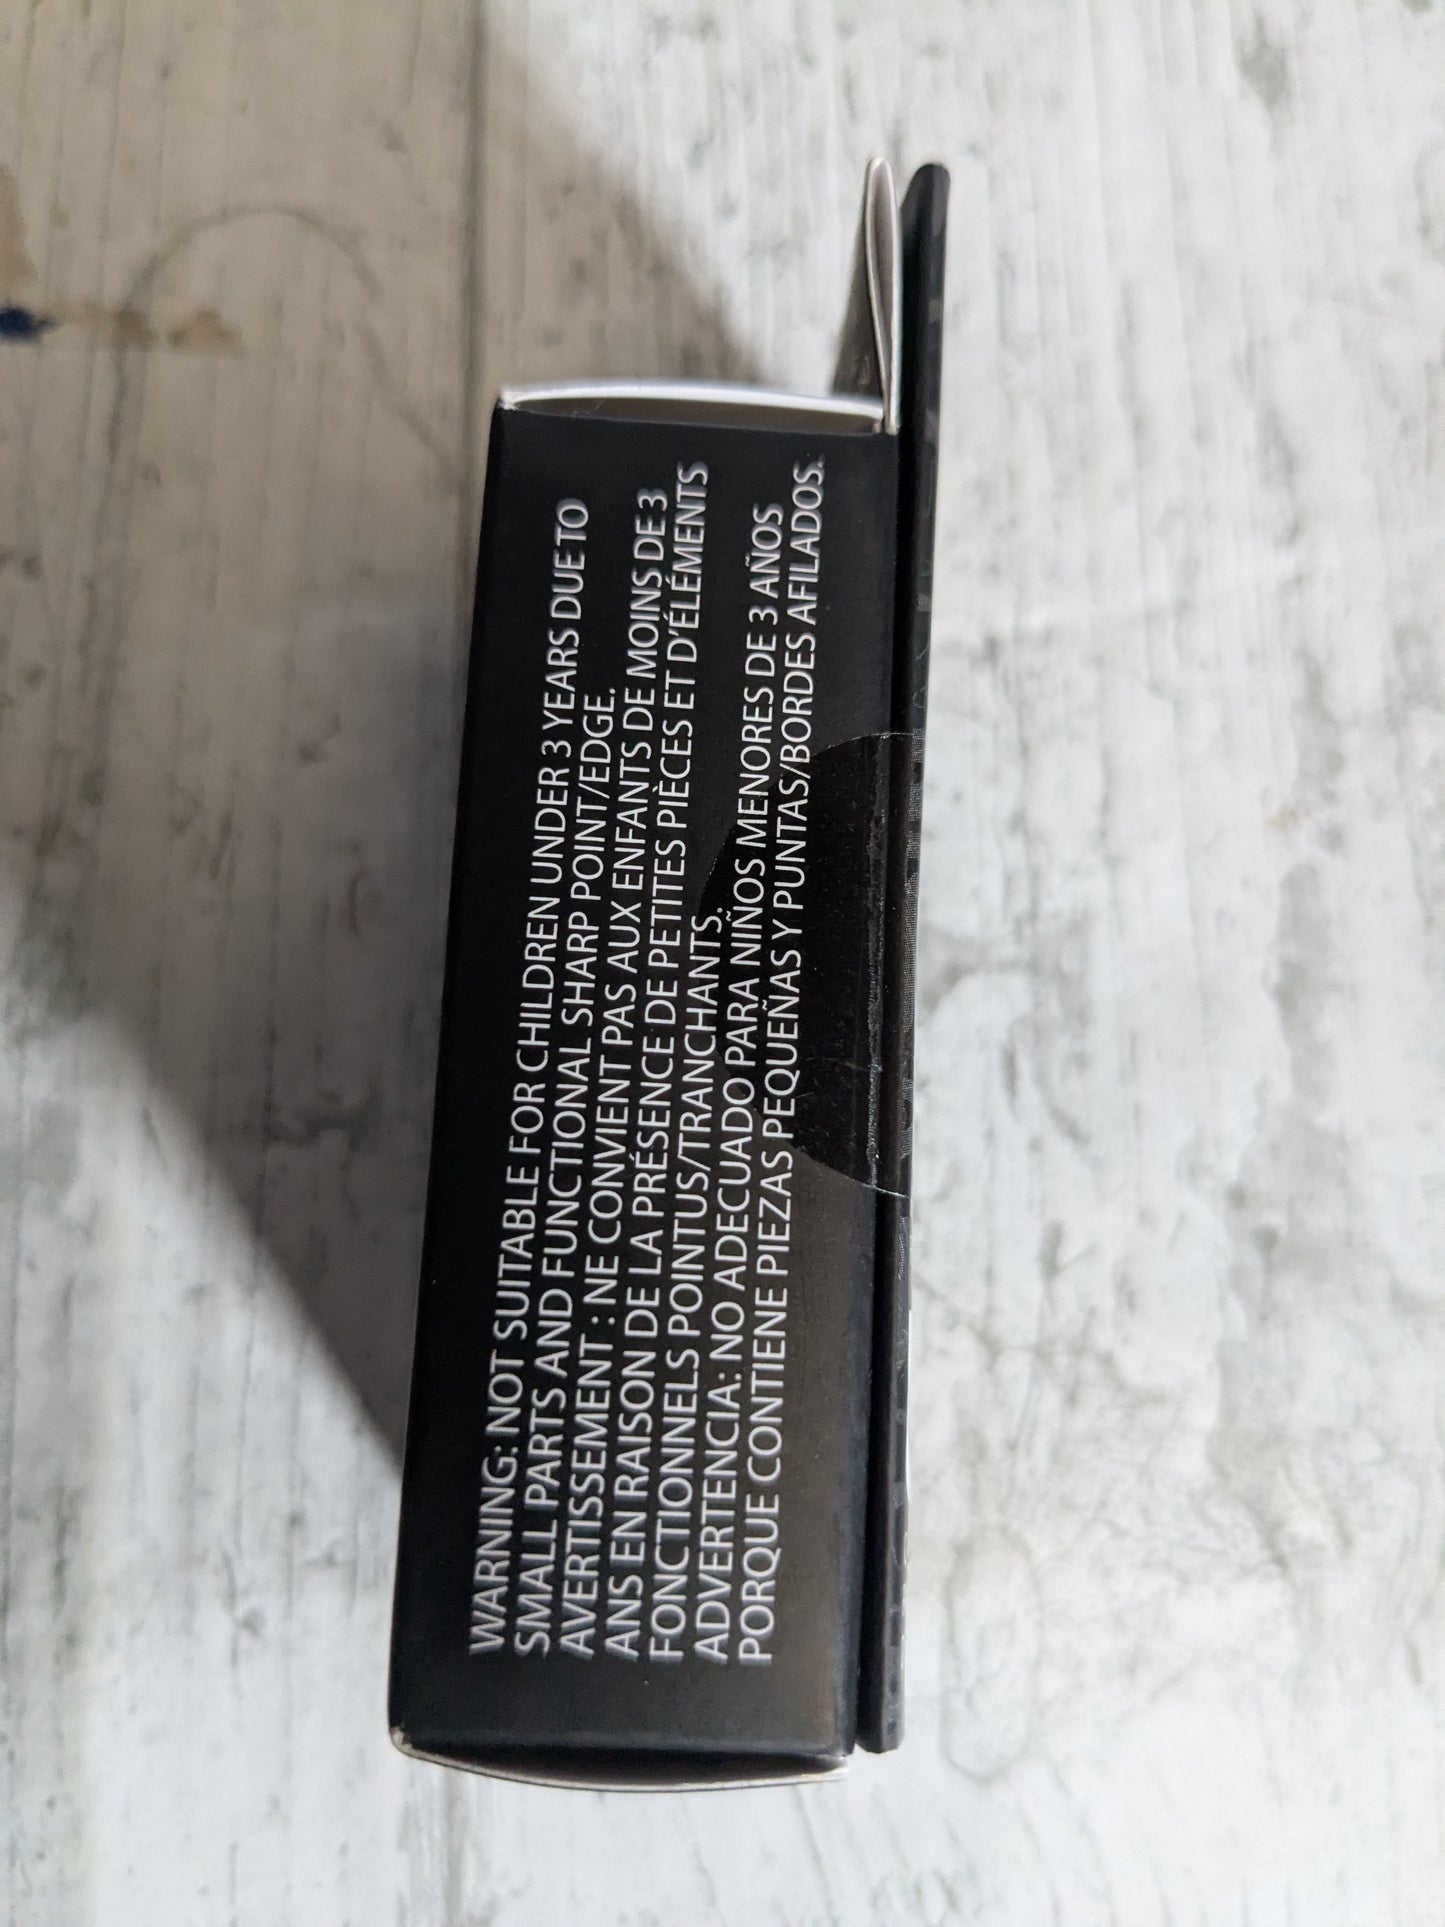 WARNING: NOT SUITABLE FOR CHILDREN UNDER 3 YEARS DUE TO
SMALL PARTS AND FUNCTIONAL SHARP POINT/EDGE.
AVERTISSEMENT : NE CONVIENT PAS AUX ENFANTS DE MOINS DE 3
ANS EN RAISON DE LA PRÉSENCE DE PETITES PIÈCES ET D'ÉLÉMENTS
FONCTIONNELS POINTUS/TRANCHANTS.
ADVERTENCIA: NO ADECUADO PARA NIÑOS MENORES DE 3 AÑOS
PORQUE CONTIENE PIEZAS PEQUEÑAS Y PUNTAS/BORDES AFILADOS.